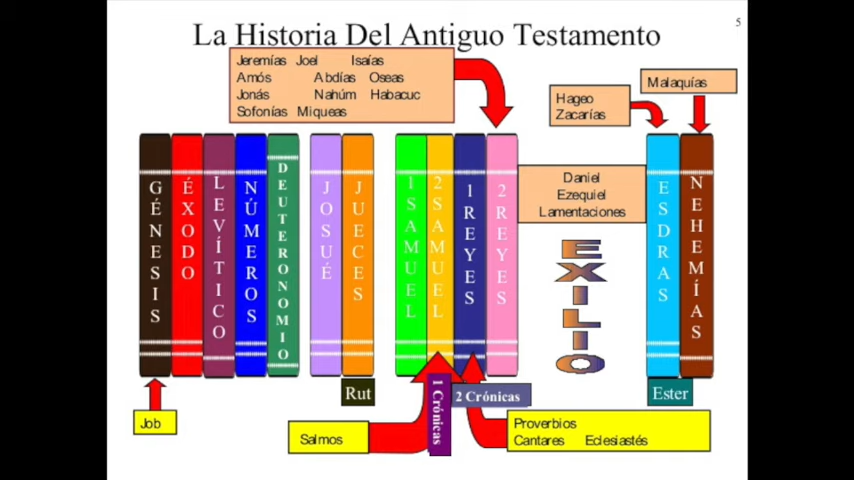 5
La Historia Del Antiguo Testamento
Jeremías Joel Isaías
Amós Abdías Oseas
Jonás Nahúm Habacuc
Sofonías Miqueas
Hageo
Zacarías
Malaquías
GÉNESIS
ÉXODO
LEVÍTICO
NÚMEROS
DEUTERONOMIO
JOSUÉ
JUECES
1 SAMUEL
2 SAMUEL
1 REYES
2 REYES
Daniel
Ezequiel
Lamentaciones
EXILIO
ESDRAS
NEHEMÍAS
Job
Rut
Salmos
1 Crónicas
2 Crónicas
Proverbios
Cantares Eclesiastés
Ester